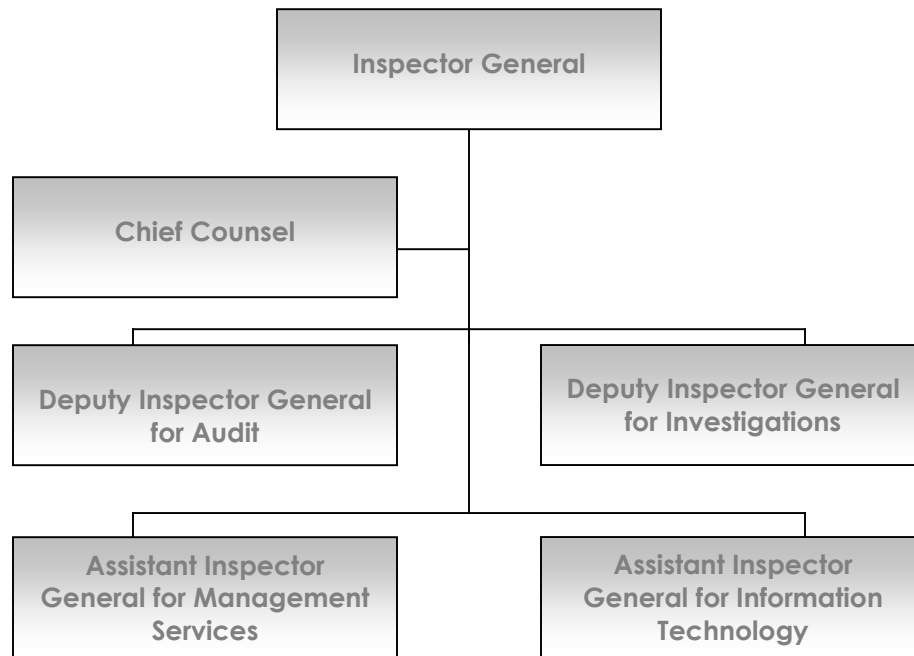 Inspector General
Chief Counsel
Deputy Inspector General
for Audit
Deputy Inspector General
for Investigations
Assistant Inspector
General for Management
Services
Assistant Inspector
General for Information
Technology